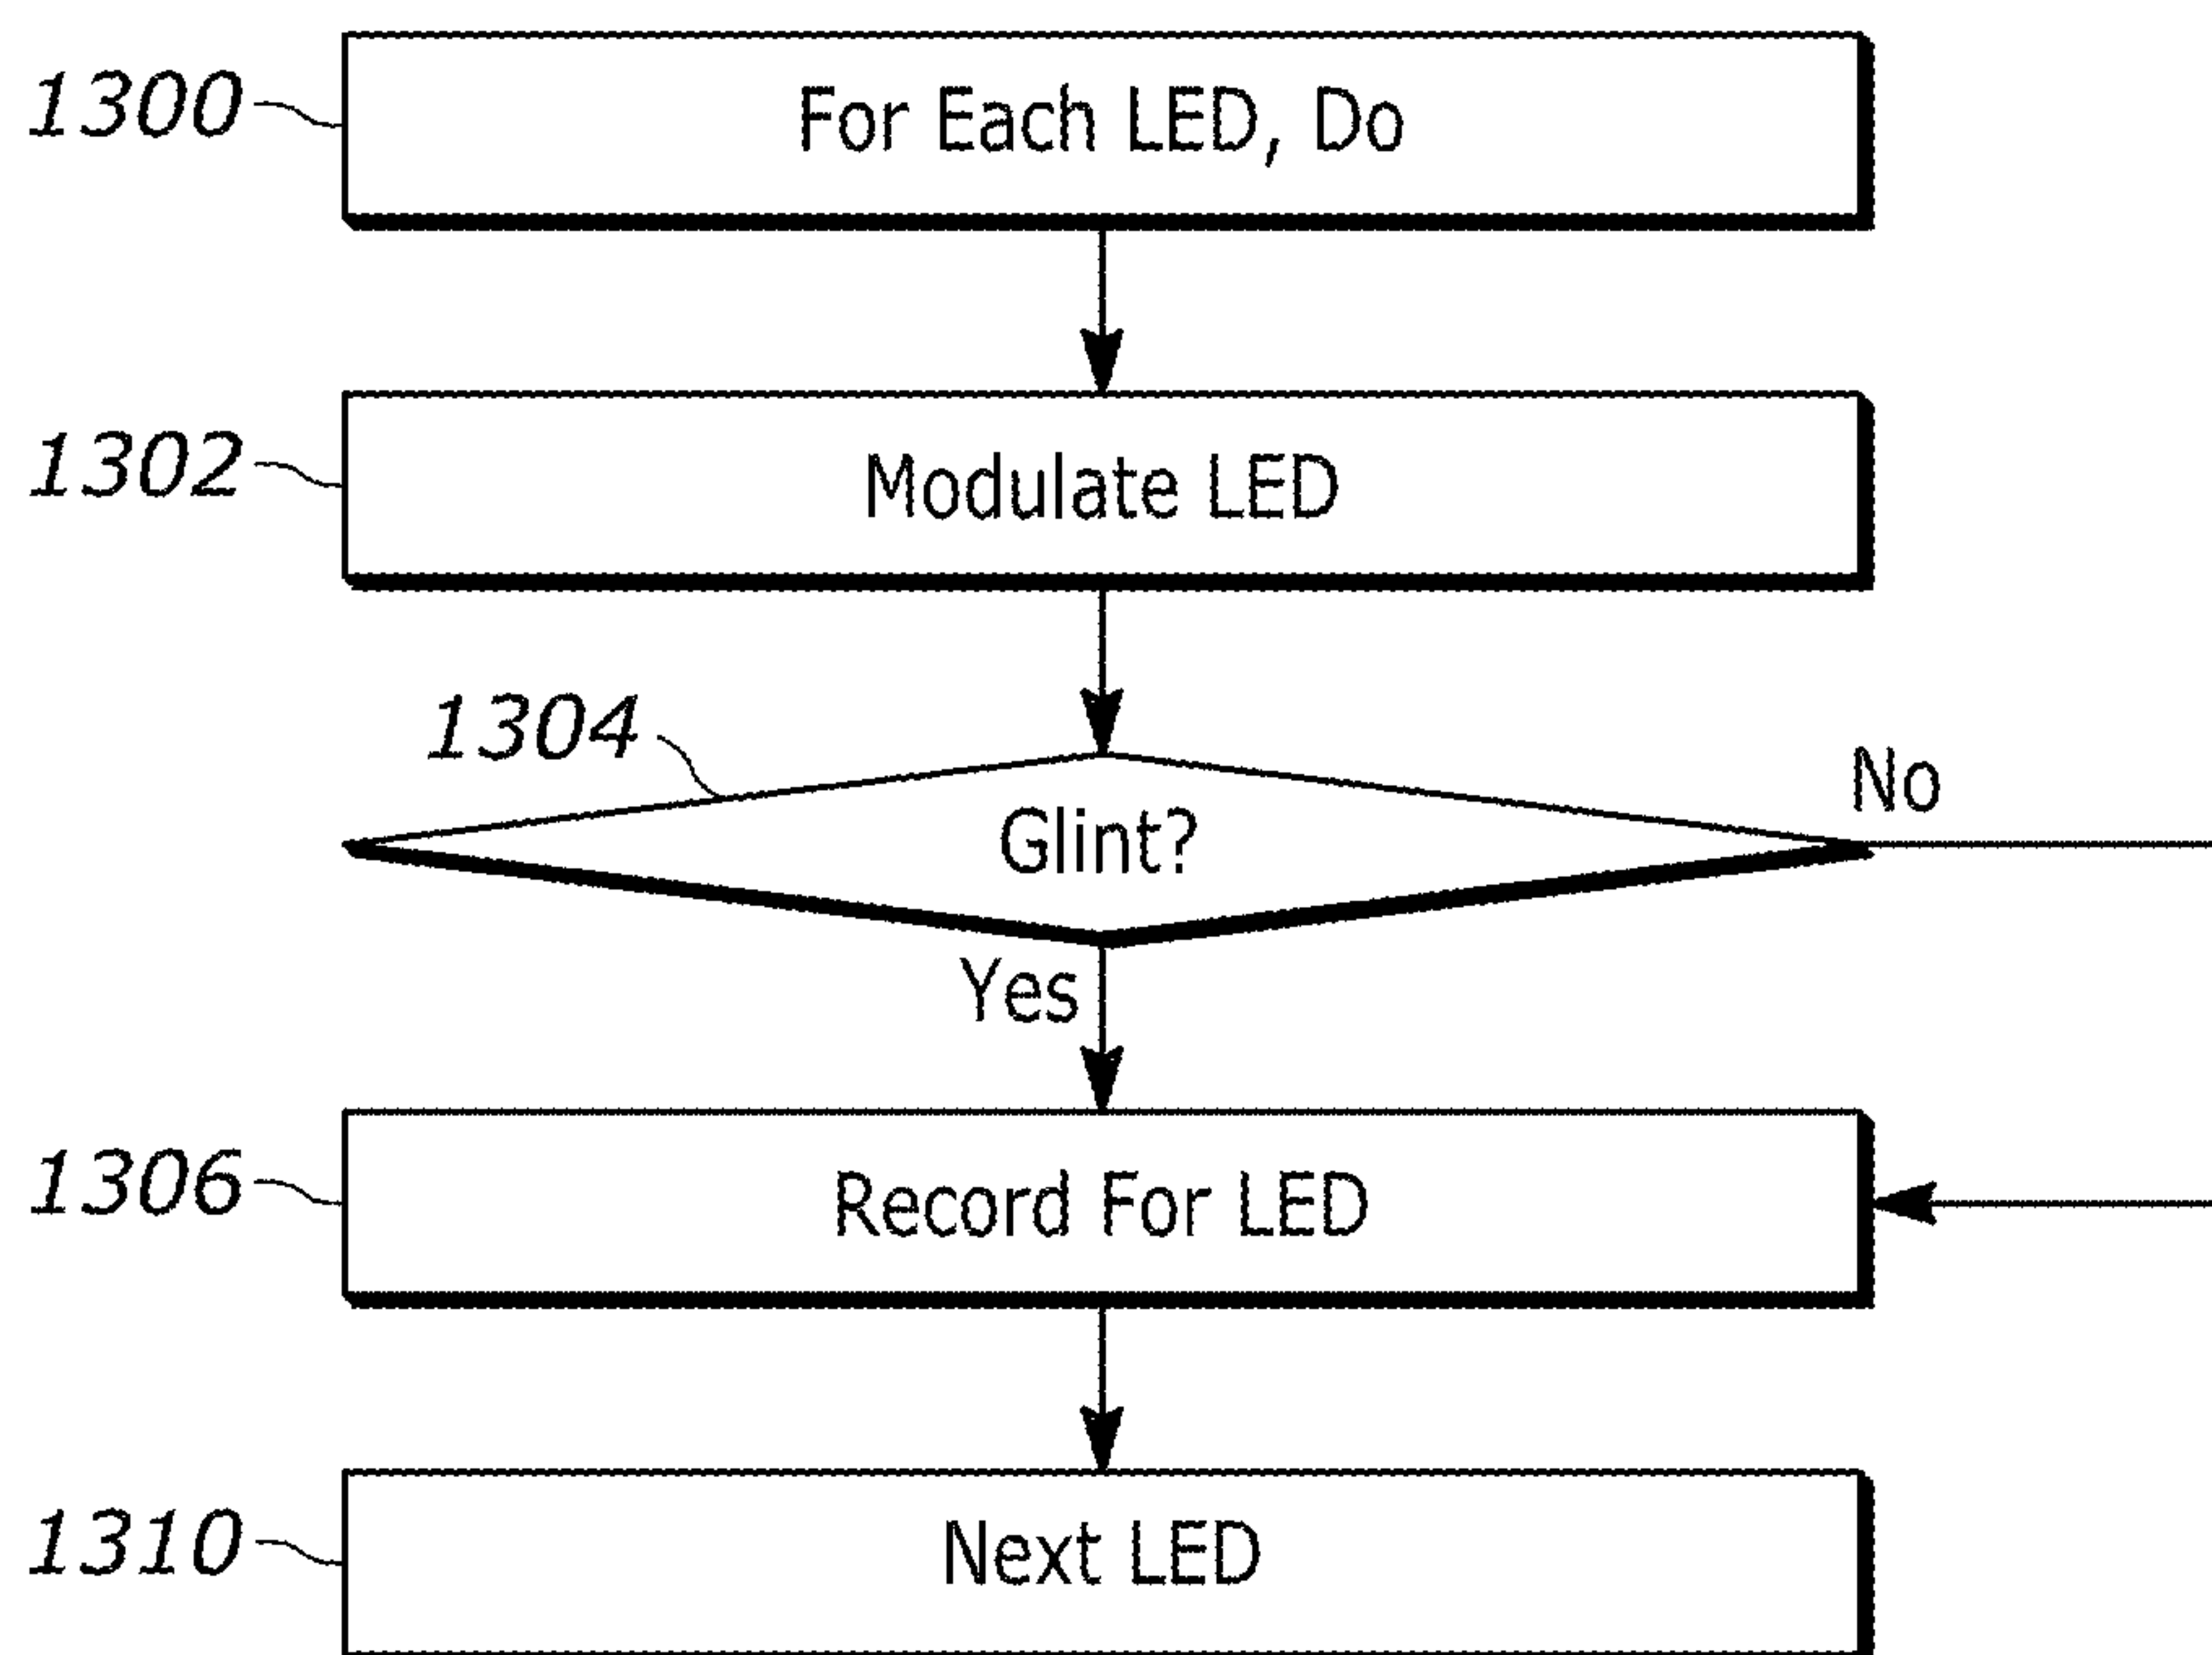 1300
For Each LED, Do
1302
Modulate LED
1304
Glint?
No
Yes
1306
Record For LED
1310
Next LED